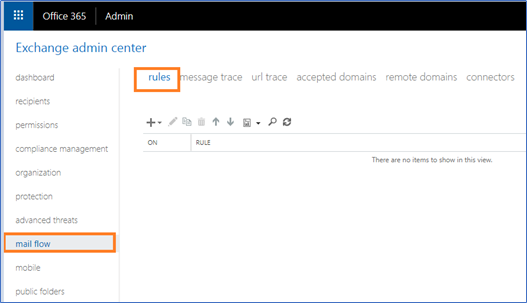 Office 365 Admin
Exchange admin center
dashboard
recipients
permissions
compliance management
organization
protection
advanced threats
mail flow
mobile
public folders
rules message trace url trace accepted domains remote domains connectors
ON RULE
There are no items to show in this view.